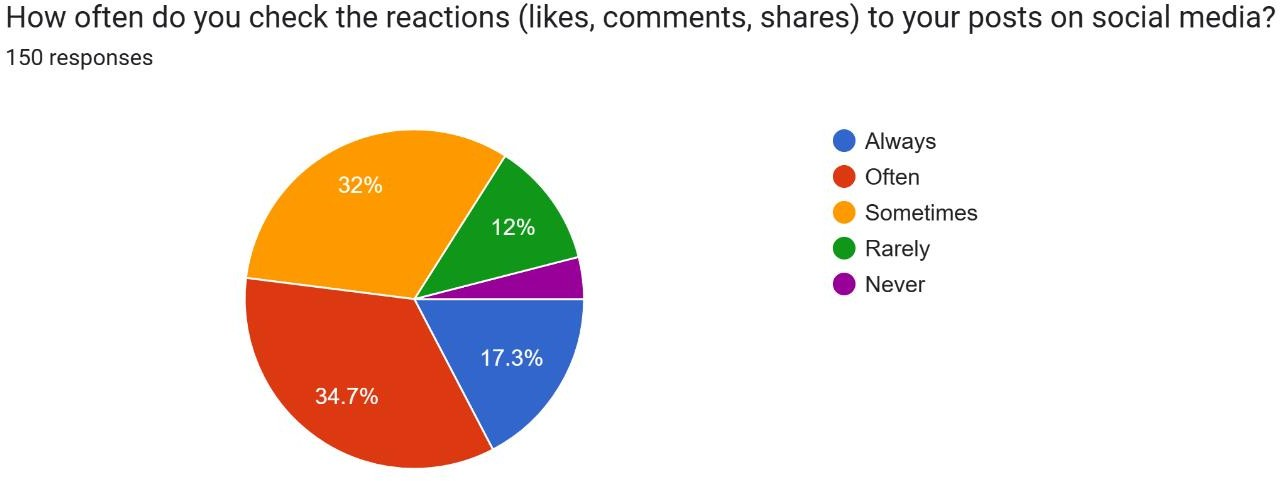 How often do you check the reactions (likes, comments, shares) to your posts on social media?
150 responses
32%
12%
17.3%
34.7%
Always
Often
Sometimes
Rarely
Never